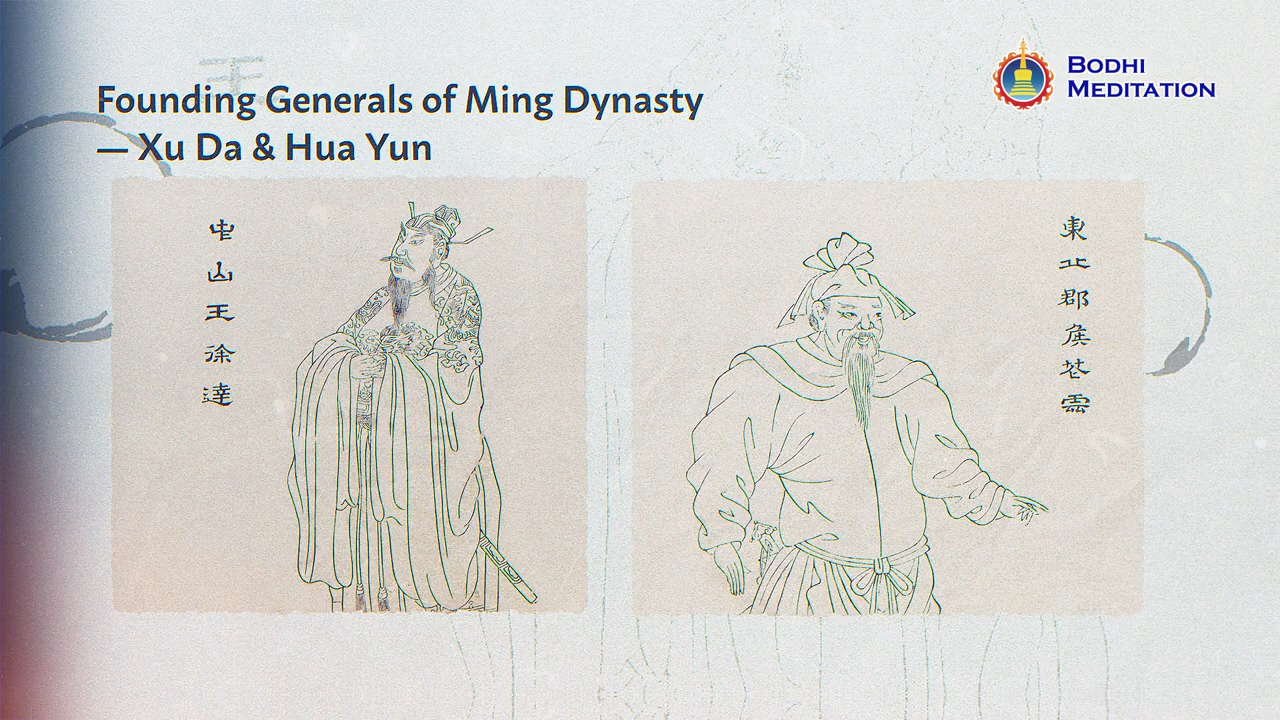 Founding Generals of Ming Dynasty
— Xu Da & Hua Yun
BODHI
MEDITATION
中山王徐達
東丘郡侯花雲